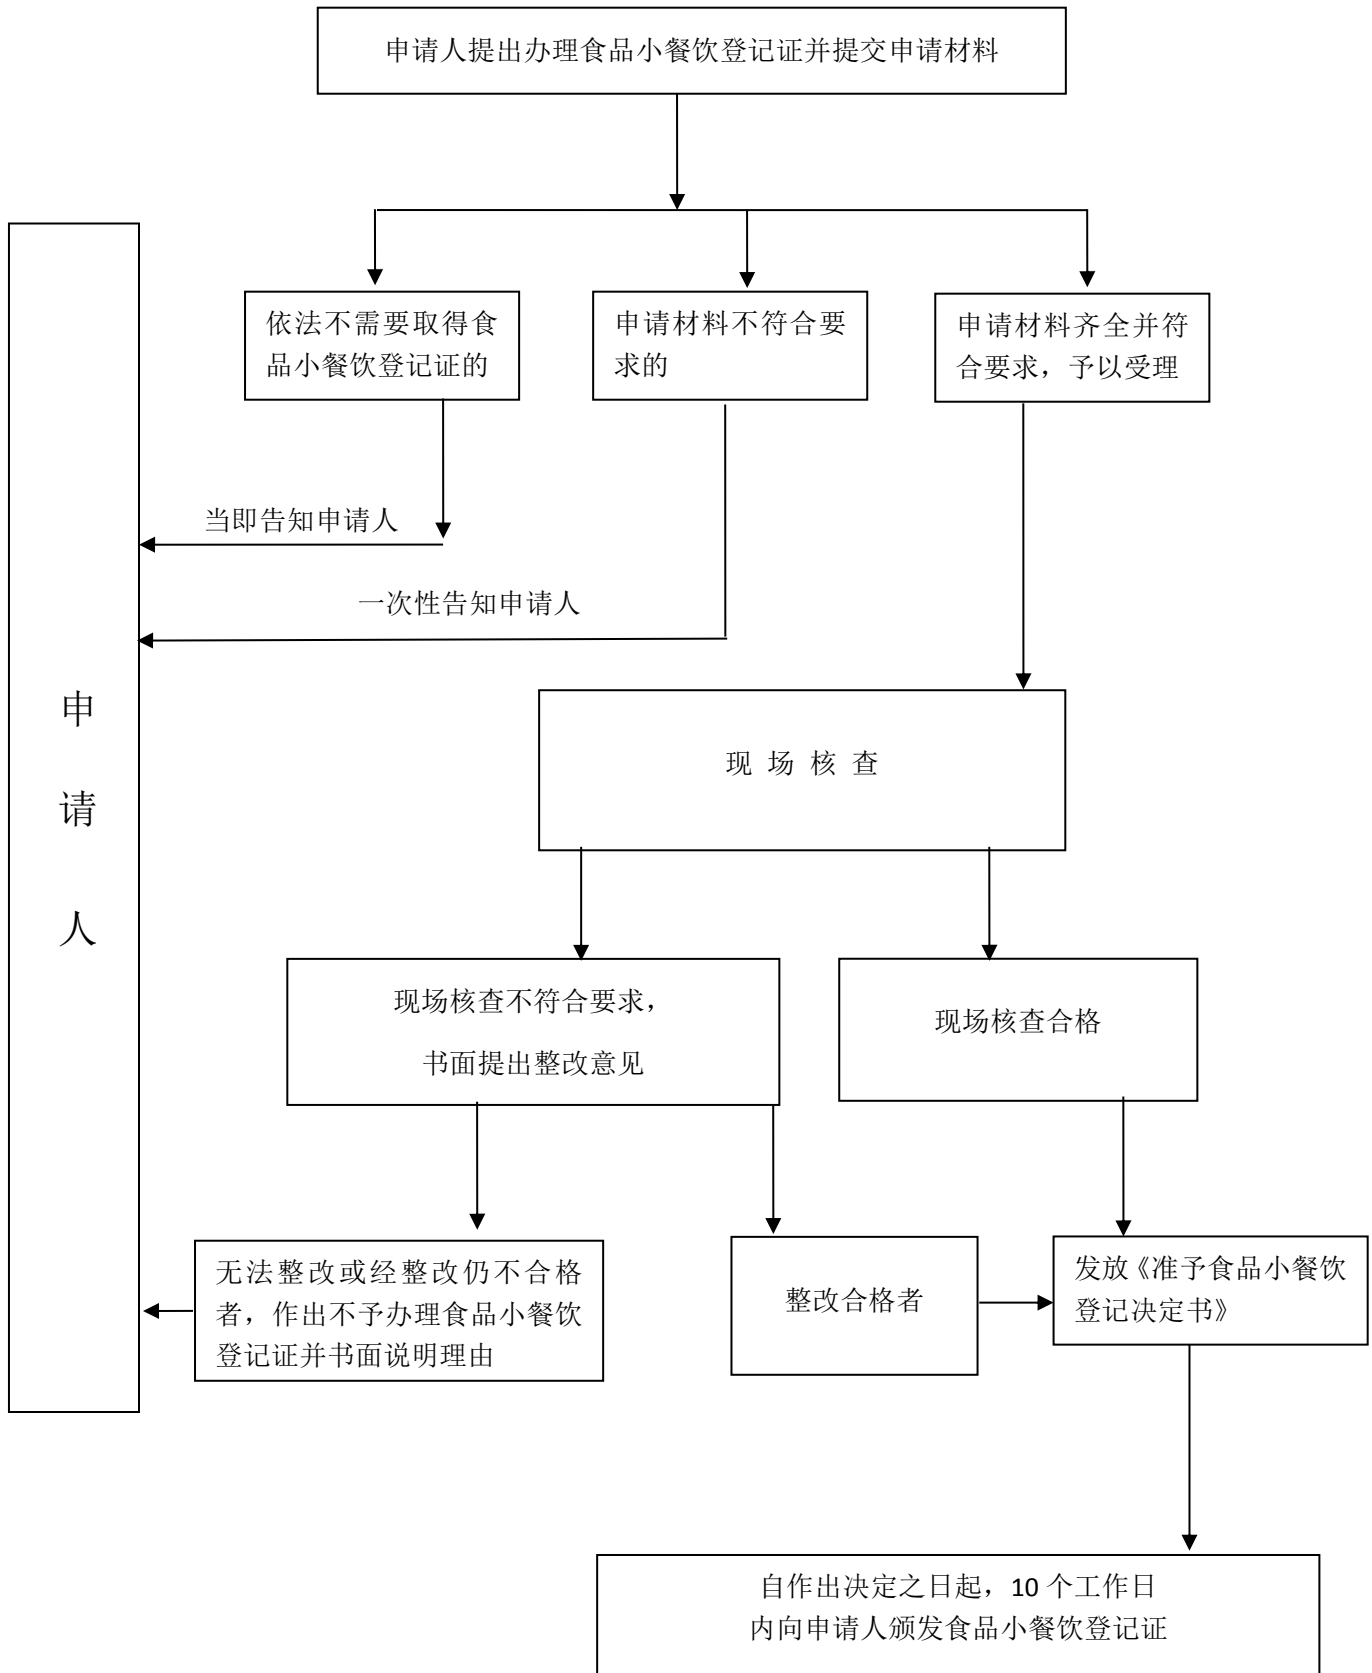 申请人提出办理食品小餐饮登记证并提交申请材料
依法不需要取得食
品小餐饮登记证的
申请材料不符合要
求的
申请材料齐全并符
合要求，予以受理
当即告知申请人
一次性告知申请人
申
请
人
现 场 核 查
现场核查不符合要求，
书面提出整改意见
现场核查合格
无法整改或经整改仍不合格
者，作出不予办理食品小餐饮
登记证并书面说明理由
整改合格者
发放《准予食品小餐饮
登记决定书》
自作出决定之日起，10 个工作日
内向申请人颁发食品小餐饮登记证